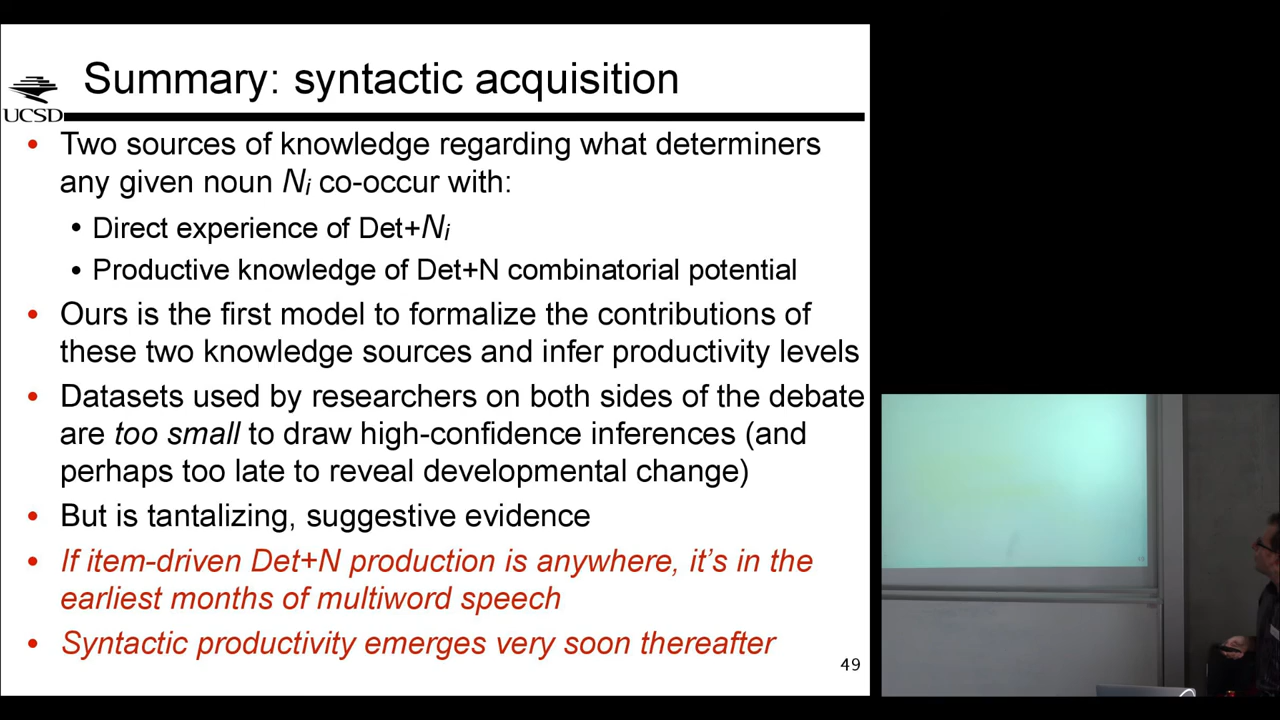 Summary: syntactic acquisition
UCSD
• Two sources of knowledge regarding what determiners
any given noun Ni co-occur with:
• Direct experience of Det+Ni
• Productive knowledge of Det+N combinatorial potential
• Ours is the first model to formalize the contributions of
these two knowledge sources and infer productivity levels
• Datasets used by researchers on both sides of the debate
are too small to draw high-confidence inferences (and
perhaps too late to reveal developmental change)
• But is tantalizing, suggestive evidence
• If item-driven Det+N production is anywhere, it's in the
earliest months of multiword speech
• Syntactic productivity emerges very soon thereafter
49